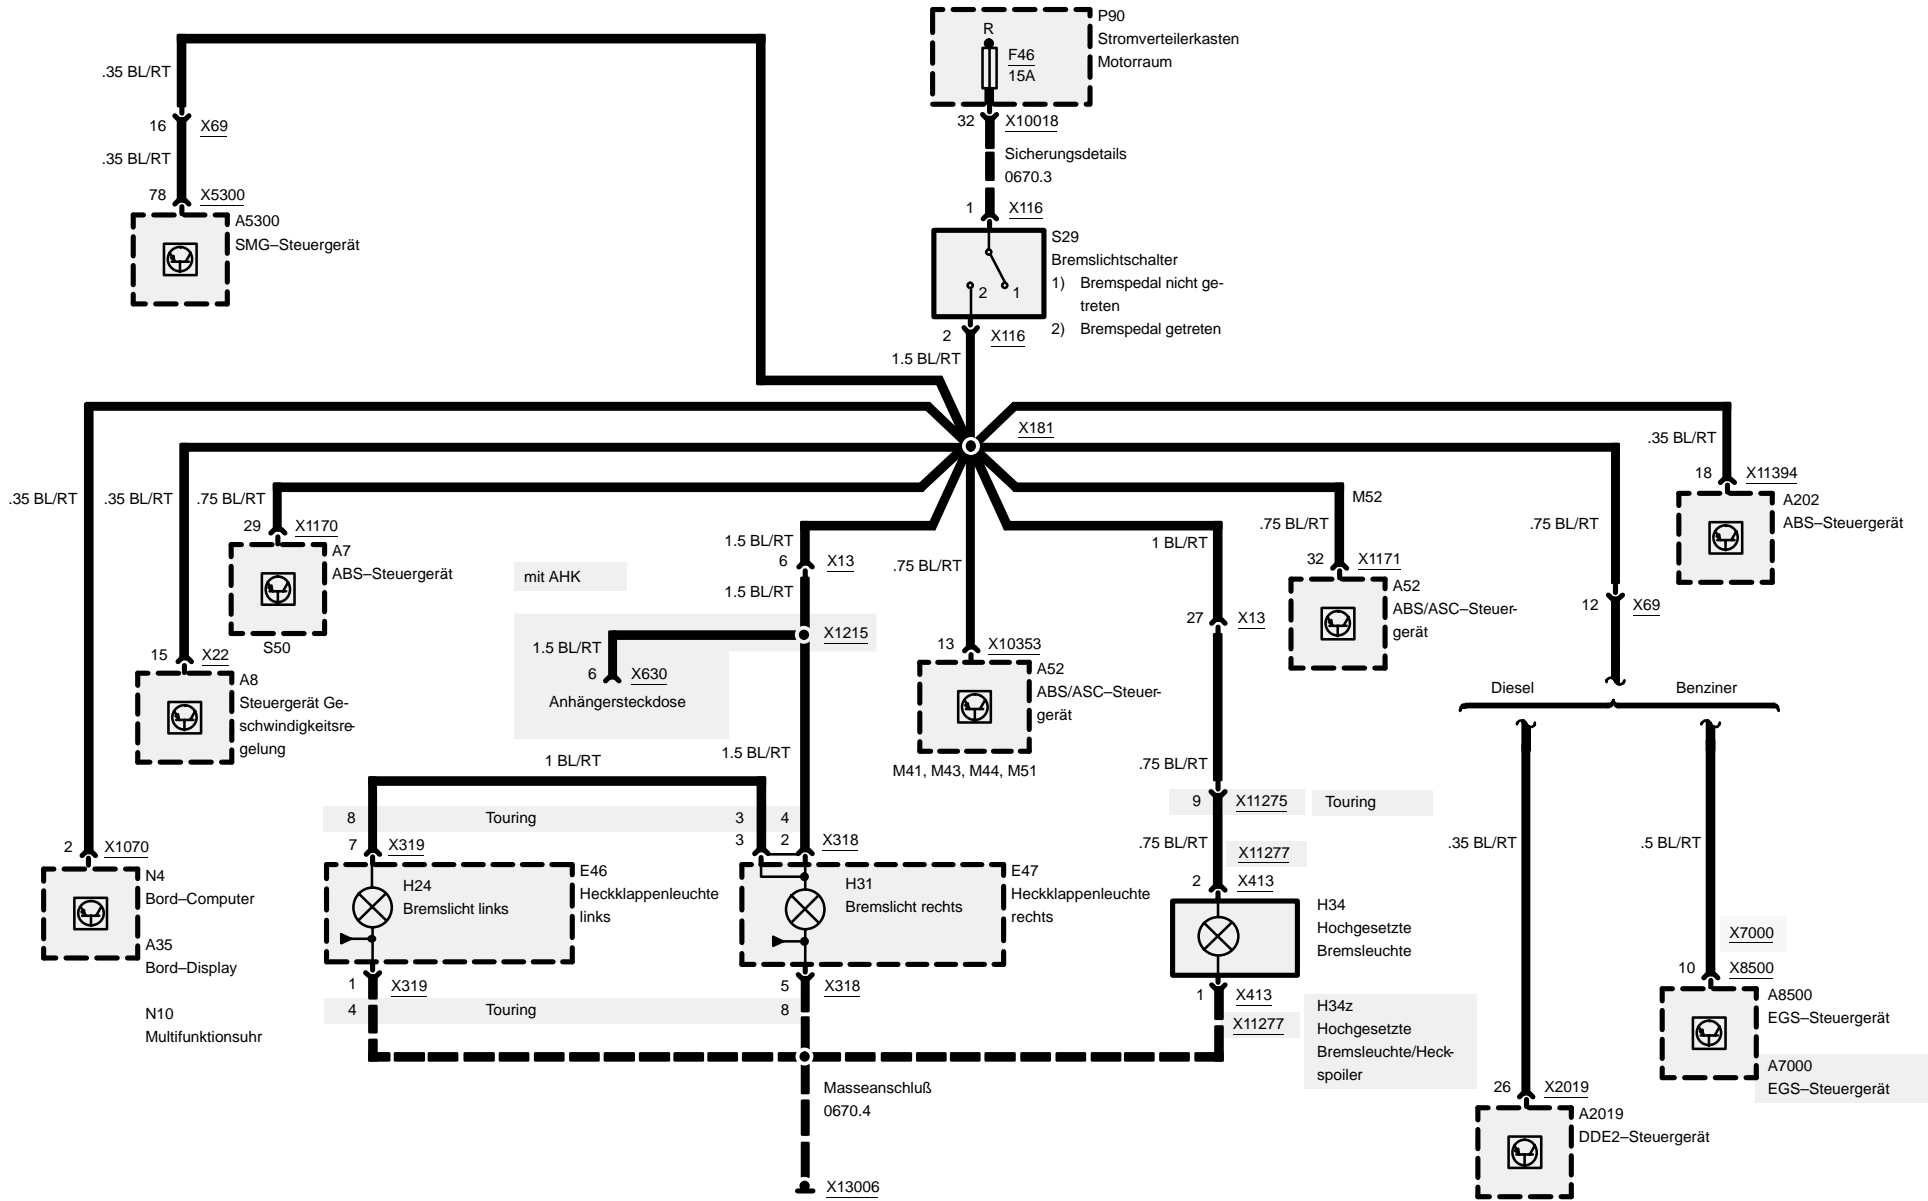 P90
Stromverteilerkasten
Motorraum
R
F46
15A
32 X10018
Sicherungsdetails
0670.3
1 X116
S29
Bremslichtschalter
1) Bremspedal nicht ge-
treten
2) Bremspedal getreten
2 1
2 X116
1.5 BL/RT
.35 BL/RT
16 X69
.35 BL/RT
78 X5300
A5300
SMG–Steuergerät
X181
.35 BL/RT
18 X11394
A202
ABS–Steuergerät
.35 BL/RT
.35 BL/RT
.75 BL/RT
29 X1170
A7
ABS–Steuergerät
S50
15 X22
A8
Steuergerät Ge-
schwindigkeitsre-
gelung
2 X1070
N4
Bord–Computer
A35
Bord–Display
N10
Multifunktionsuhr
1.5 BL/RT
6 X13
1.5 BL/RT
mit AHK
X1215
1.5 BL/RT
6 X630
Anhängersteckdose
1.5 BL/RT
1 BL/RT
.75 BL/RT
13 X10353
A52
ABS/ASC–Steuer-
gerät
M41, M43, M44, M51
1 BL/RT
27 X13
M52
.75 BL/RT
32 X1171
A52
ABS/ASC–Steuer-
gerät
.75 BL/RT
12 X69
Diesel
Benziner
.75 BL/RT
9 X11275 Touring
.75 BL/RT
X11277
2 X413
H34
Hochgesetzte
Bremsleuchte
1 X413
X11277
H34z
Hochgesetzte
Bremsleuchte/Heck-
spoiler
8 Touring 3 4
7 X319
3 2 X318
H24
Bremslicht links
E46
Heckklappenleuchte
links
H31
Bremslicht rechts
E47
Heckklappenleuchte
rechts
1 X319
5 X318
4 Touring 8
Masseanschluß
0670.4
X13006
.35 BL/RT
26 X2019
A2019
DDE2–Steuergerät
.5 BL/RT
X7000
10 X8500
A8500
EGS–Steuergerät
A7000
EGS–Steuergerät